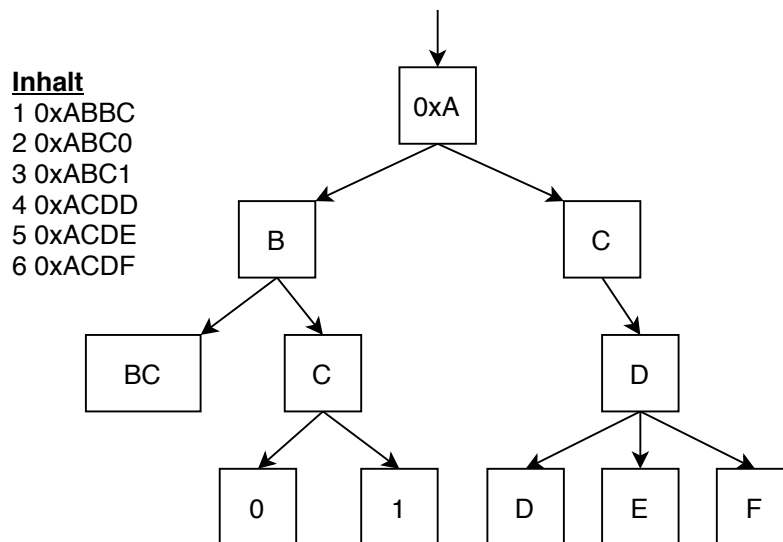 Inhalt
1 0xABBC
2 0xABC0
3 0xABC1
4 0xACDD
5 0xACDE
6 0xACDF
0xA
B
C
BC
C
D
0
1
D
E
F